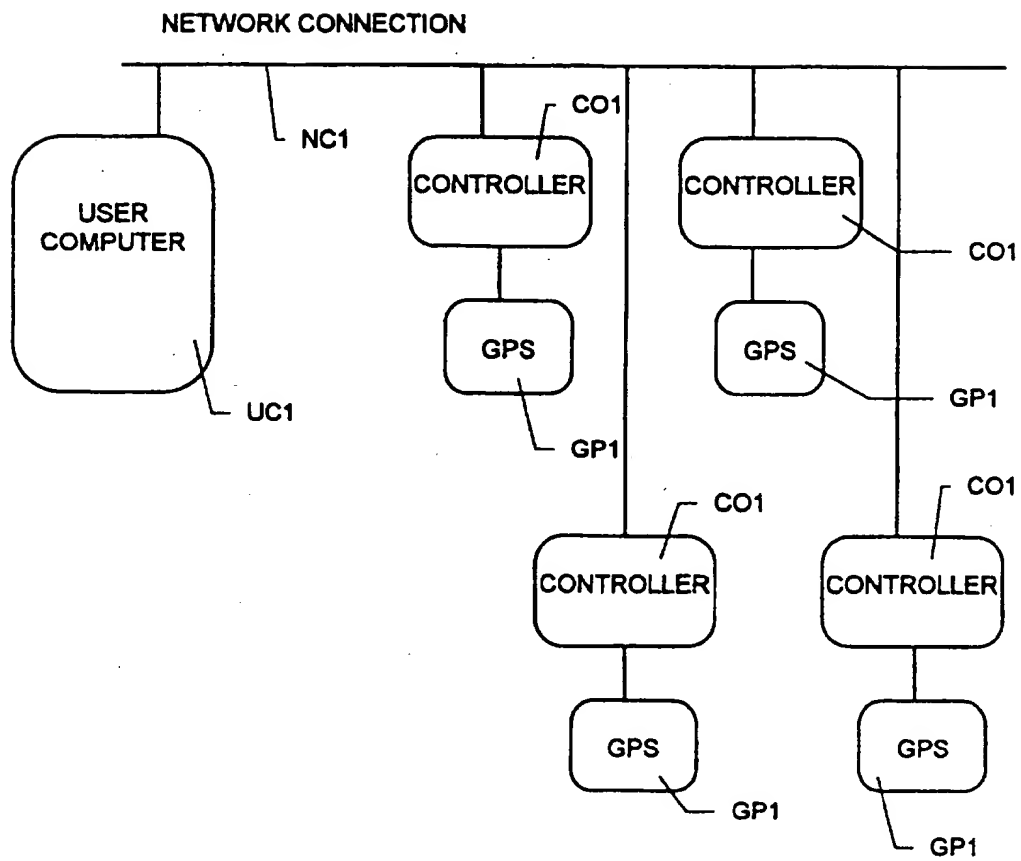 NETWORK CONNECTION
CO1
NC1
CONTROLLER
CONTROLLER
USER
COMPUTER
CO1
GPS
GPS
UC1
GP1
GP1
CO1
CO1
CONTROLLER
CONTROLLER
GPS
GPS
GP1
GP1